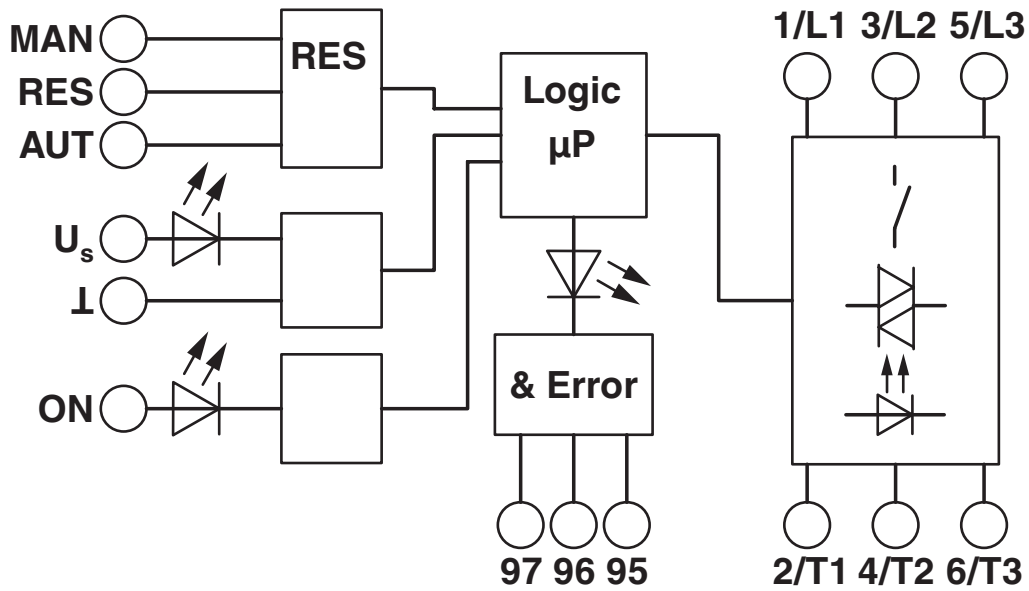 MAN
RES
AUT
RES
Us
⊥
ON
Logic
µP
& Error
97 96 95
1/L1 3/L2 5/L3
2/T1 4/T2 6/T3